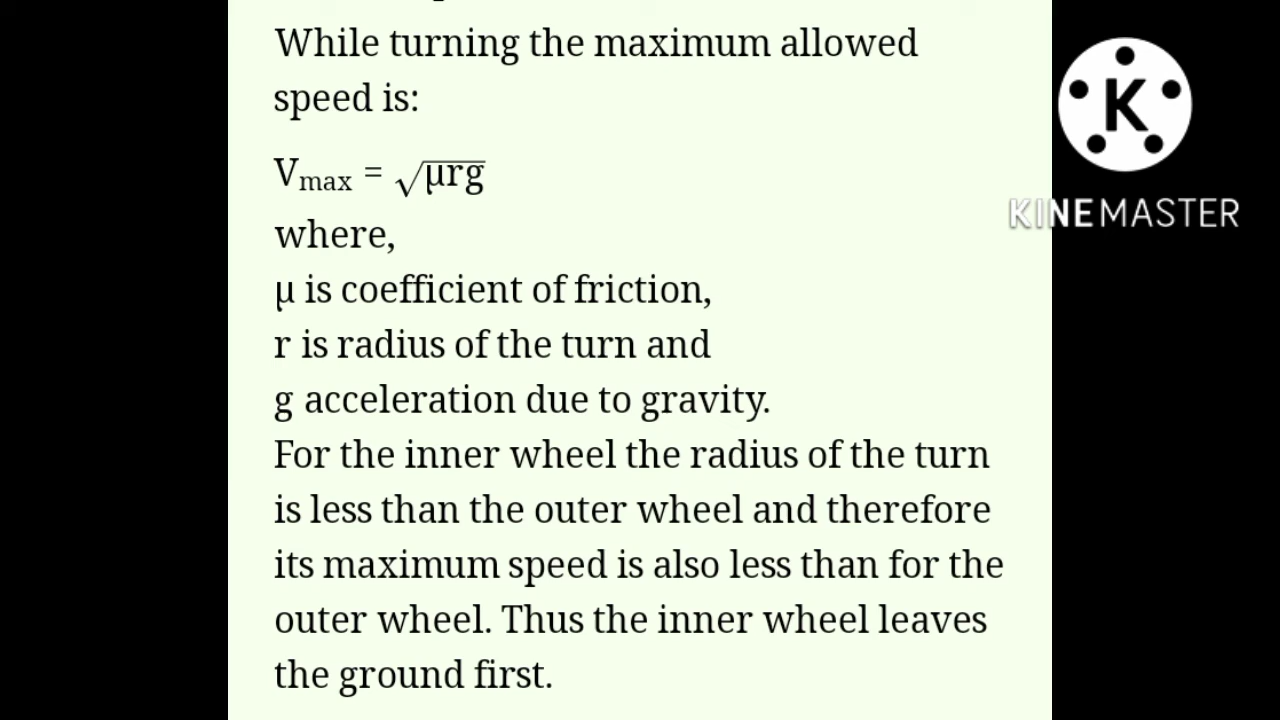 While turning the maximum allowed
speed is:
Vmax = √µrg
where,
µ is coefficient of friction,
r is radius of the turn and
g acceleration due to gravity.
For the inner wheel the radius of the turn
is less than the outer wheel and therefore
its maximum speed is also less than for the
outer wheel. Thus the inner wheel leaves
the ground first.
K
KINEMASTER